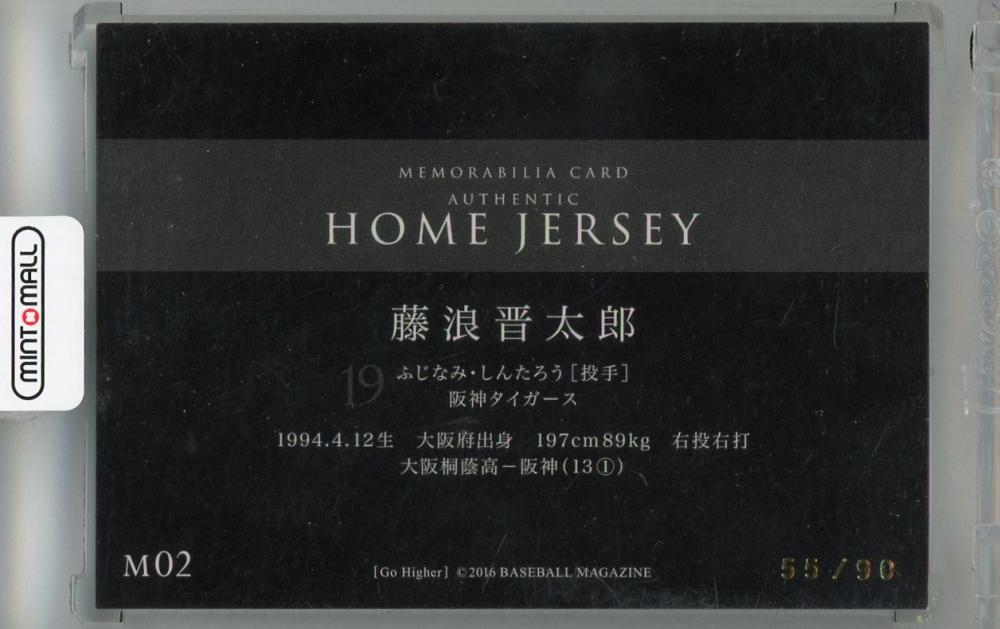 MEMORABILIA CARD
AUTHENTIC
HOME JERSEY
藤浪晋太郎
19
ふじなみ・しんたろう[投手]
阪神タイガース
1994.4.12生 大阪府出身 197cm89kg 右投右打
大阪桐蔭高－阪神(13①)
M02
[Go Higher] ©2016 BASEBALL MAGAZINE
55/90
MINTOMALL